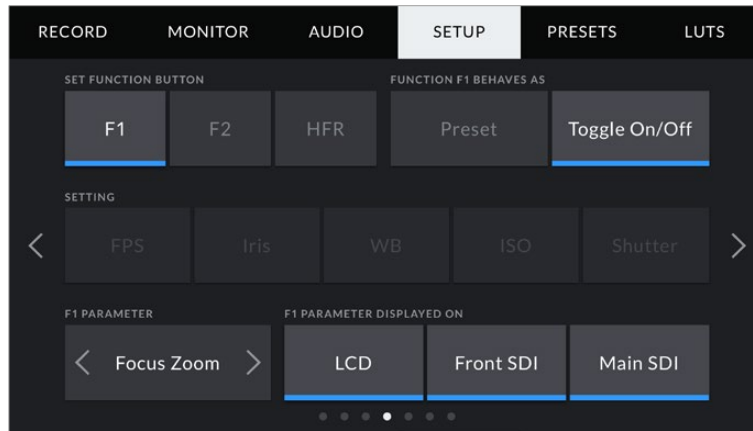 RECORD MONITOR AUDIO SETUP PRESETS LUTS
SET FUNCTION BUTTON FUNCTION F1 BEHAVES AS
F1 F2 HFR Preset Toggle On/Off
SETTING
FPS Iris WB ISO Shutter
F1 PARAMETER F1 PARAMETER DISPLAYED ON
Focus Zoom LCD Front SDI Main SDI